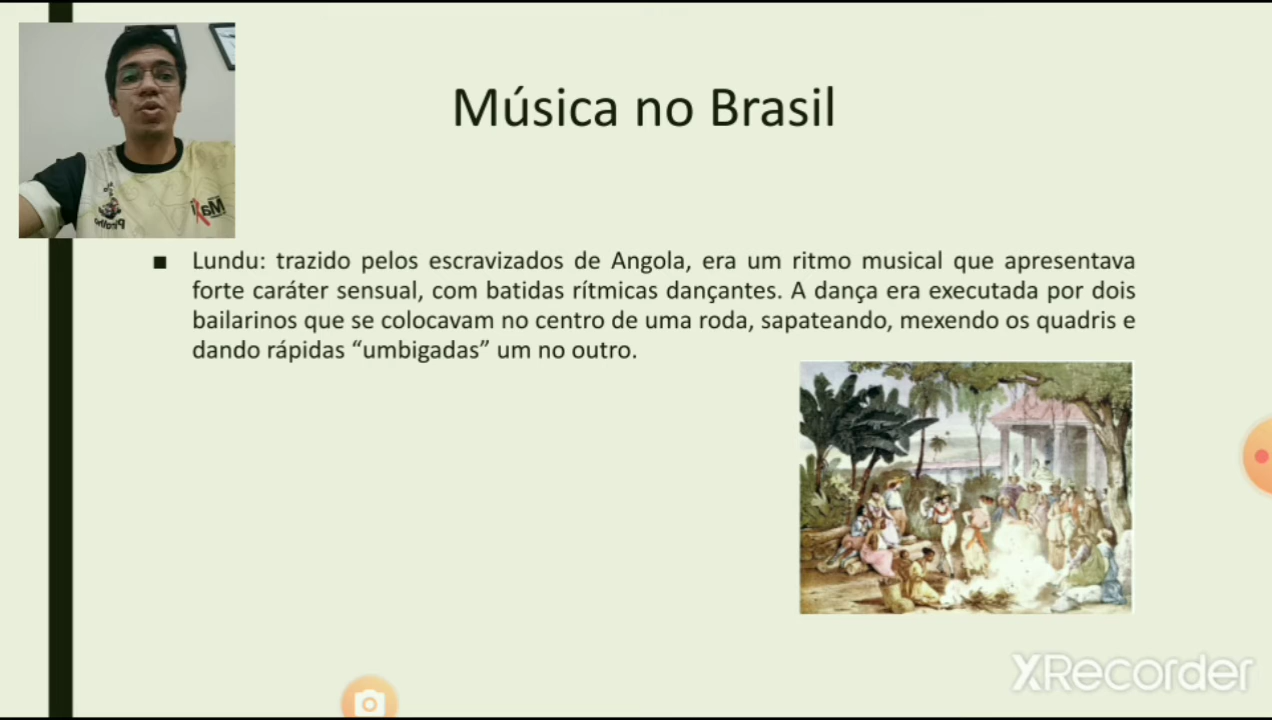 Música no Brasil
Lundu: trazido pelos escravizados de Angola, era um ritmo musical que apresentava
forte caráter sensual, com batidas rítmicas dançantes. A dança era executada por dois
bailarinos que se colocavam no centro de uma roda, sapateando, mexendo os quadris e
dando rápidas “umbigadas” um no outro.
XRecorder